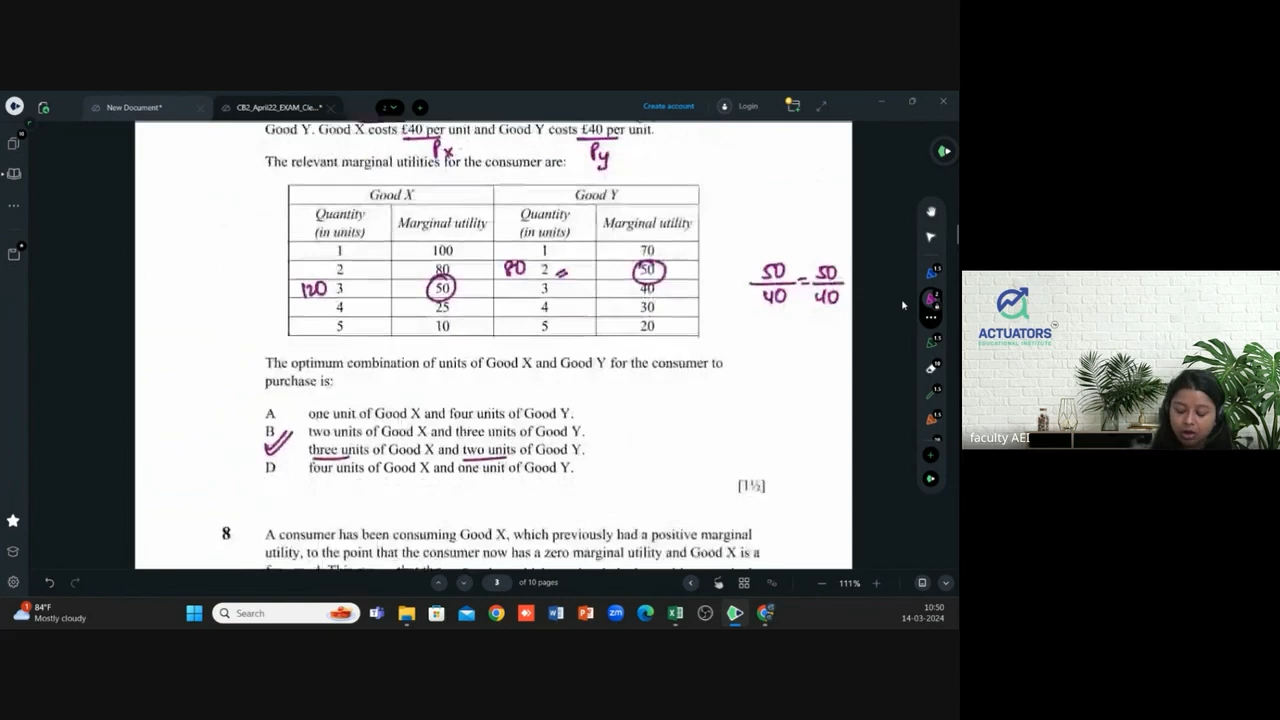 New Document*
CB2_April22_EXAM_Cle...*
2
Create account
Login
Good Y. Good X costs £40 per unit and Good Y costs £40 per unit.
Px
Py
The relevant marginal utilities for the consumer are:
Good X Good Y
Quantity (in units) Marginal utility Quantity (in units) Marginal utility
1 100 1 70
2 80 80 2 50
120 3 50 3 40
4 25 4 30
5 10 5 20
50/40 = 50/40
The optimum combination of units of Good X and Good Y for the consumer to
purchase is:
A one unit of Good X and four units of Good Y.
B two units of Good X and three units of Good Y.
three units of Good X and two units of Good Y.
D four units of Good X and one unit of Good Y.
[1½]
8 A consumer has been consuming Good X, which previously had a positive marginal
utility, to the point that the consumer now has a zero marginal utility and Good X is a
3 of 10 pages
111%
84°F
Mostly cloudy
Search
10:50
14-03-2024
ACTUATORS
EDUCATIONAL INSTITUTE
faculty AEI